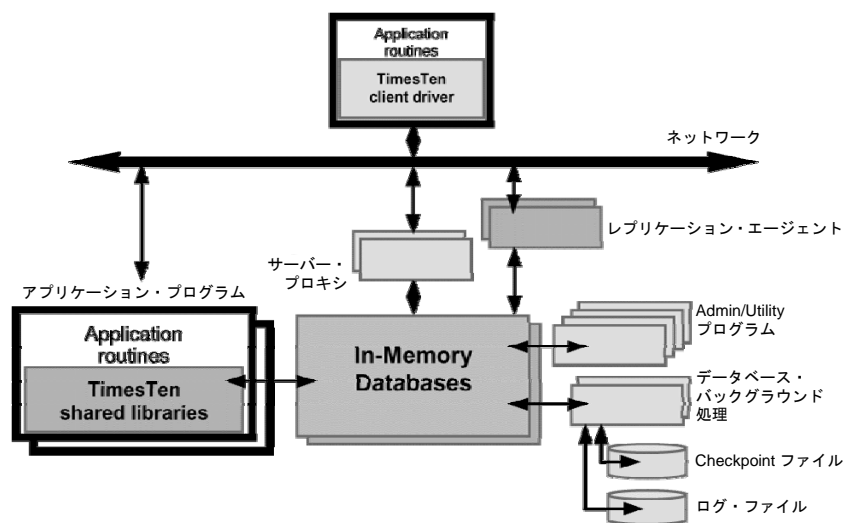 Application
routines
TimesTen
client driver
ネットワーク
レプリケーション・エージェント
サーバー・
プロキシ
アプリケーション・プログラム
Application
routines
TimesTen
shared libraries
In-Memory
Databases
Admin/Utility
プログラム
データベース・
バックグラウンド
処理
Checkpoint ファイル
ログ・ファイル